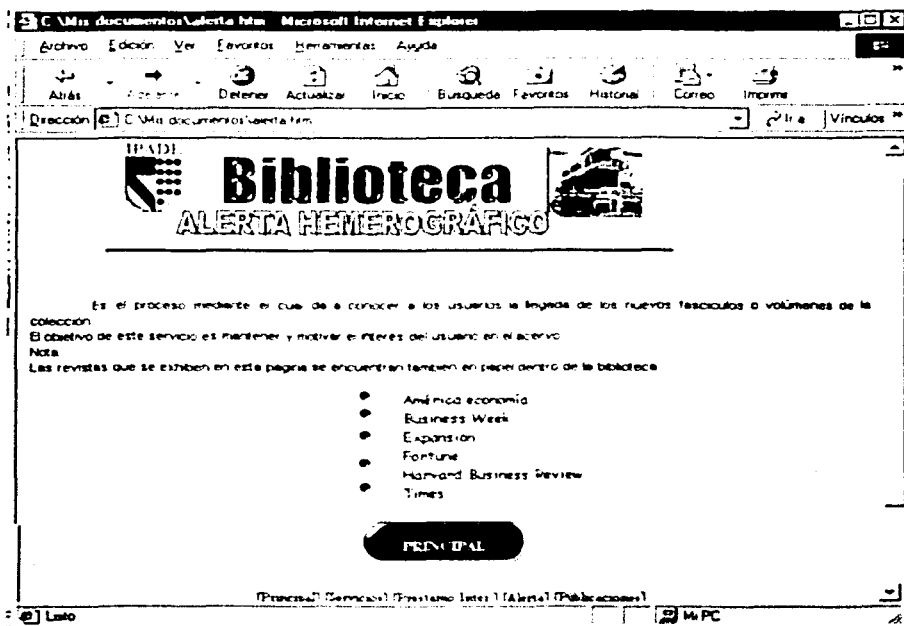 C:\Mis documentos\alerta.htm - Microsoft Internet Explorer
Archivo Edición Ver Favoritos Herramientas Ayuda
Atrás Adelante Detener Actualizar Inicio Búsqueda Favoritos Historial Correo Imprimir
Dirección C:\Mis documentos\alerta.htm Ir a Vínculos
IPADE
Biblioteca
ALERTA HEMEROGRÁFICO
Es el proceso mediante el cual da a conocer a los usuarios la llegada de los nuevos fascículos o volúmenes de la
colección
El objetivo de este servicio es mantener y motivar el interés del usuario en el acervo
Nota
Las revistas que se exhiben en esta página se encuentran también en papel dentro de la biblioteca
América economía
Business Week
Expansión
Fortune
Harvard Business Review
Times
PRINCIPAL
[Principal] [Servicios] [Prestamo Inter.] [Alerta] [Publicaciones]
Listo Mi PC